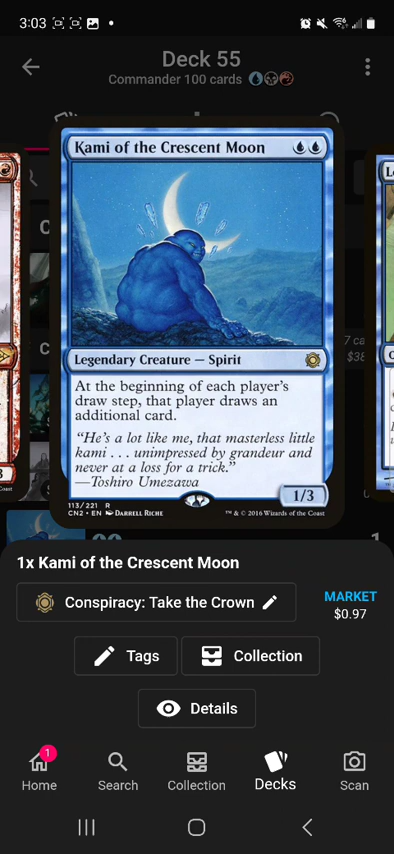 3:03
Deck 55
Commander 100 cards
Kami of the Crescent Moon
Legendary Creature — Spirit
At the beginning of each player's
draw step, that player draws an
additional card.
"He's a lot like me, that masterless little
kami . . . unimpressed by grandeur and
never at a loss for a trick."
—Toshiro Umezawa
1/3
113/221 R
CN2 • EN DARRELL RICHE
™ & © 2016 Wizards of the Coast
1x Kami of the Crescent Moon
Conspiracy: Take the Crown
MARKET
$0.97
Tags
Collection
Details
1
Home
Search
Collection
Decks
Scan